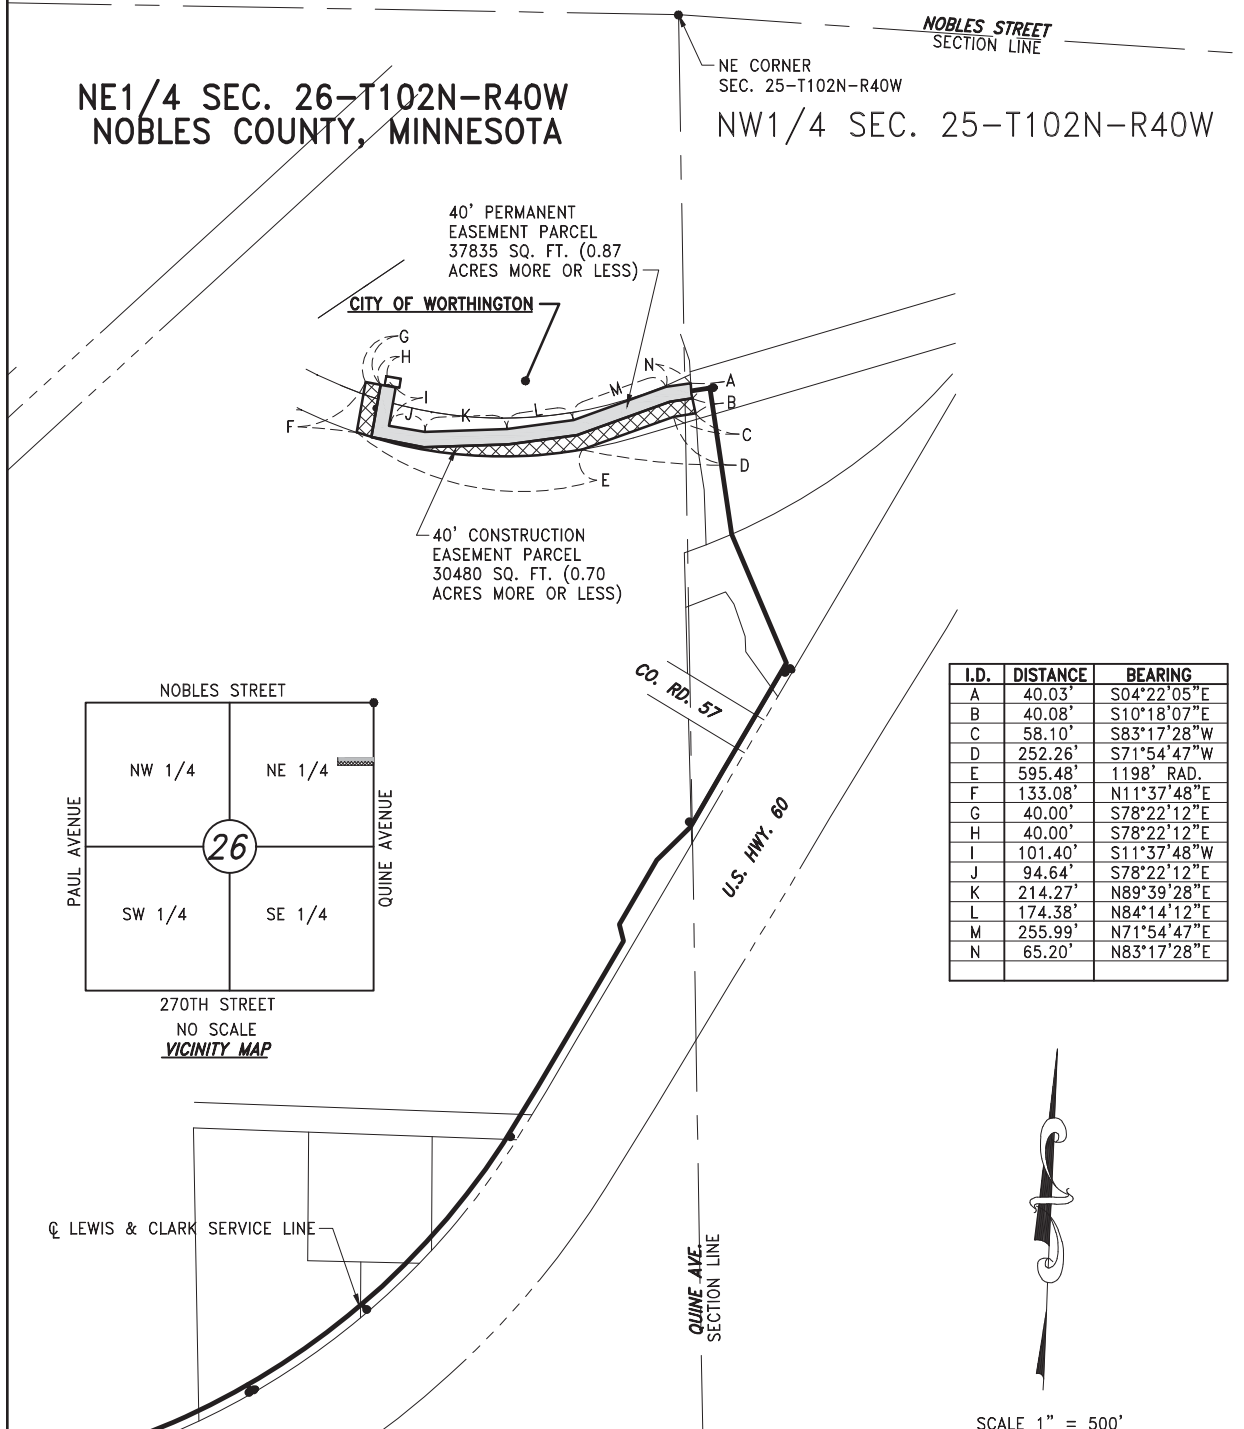 NOBLES STREET
SECTION LINE
NE CORNER
SEC. 25-T102N-R40W
NE1/4 SEC. 26-T102N-R40W
NOBLES COUNTY, MINNESOTA
NW1/4 SEC. 25-T102N-R40W
40' PERMANENT
EASEMENT PARCEL
37835 SQ. FT. (0.87
ACRES MORE OR LESS)
CITY OF WORTHINGTON
G
H
I
J
K
L
M
N
A
B
C
D
E
F
40' CONSTRUCTION
EASEMENT PARCEL
30480 SQ. FT. (0.70
ACRES MORE OR LESS)
CO. RD. 57
U.S. HWY. 60
I.D. DISTANCE BEARING
A 40.03' S04°22'05"E
B 40.08' S10°18'07"E
C 58.10' S83°17'28"W
D 252.26' S71°54'47"W
E 595.48' 1198' RAD.
F 133.08' N11°37'48"E
G 40.00' S78°22'12"E
H 40.00' S78°22'12"E
I 101.40' S11°37'48"W
J 94.64' S78°22'12"E
K 214.27' N89°39'28"E
L 174.38' N84°14'12"E
M 255.99' N71°54'47"E
N 65.20' N83°17'28"E
NOBLES STREET
NW 1/4
NE 1/4
PAUL AVENUE
26
QUINE AVENUE
SW 1/4
SE 1/4
270TH STREET
NO SCALE
VICINITY MAP
℄ LEWIS & CLARK SERVICE LINE
QUINE AVE.
SECTION LINE
SCALE 1" = 500'